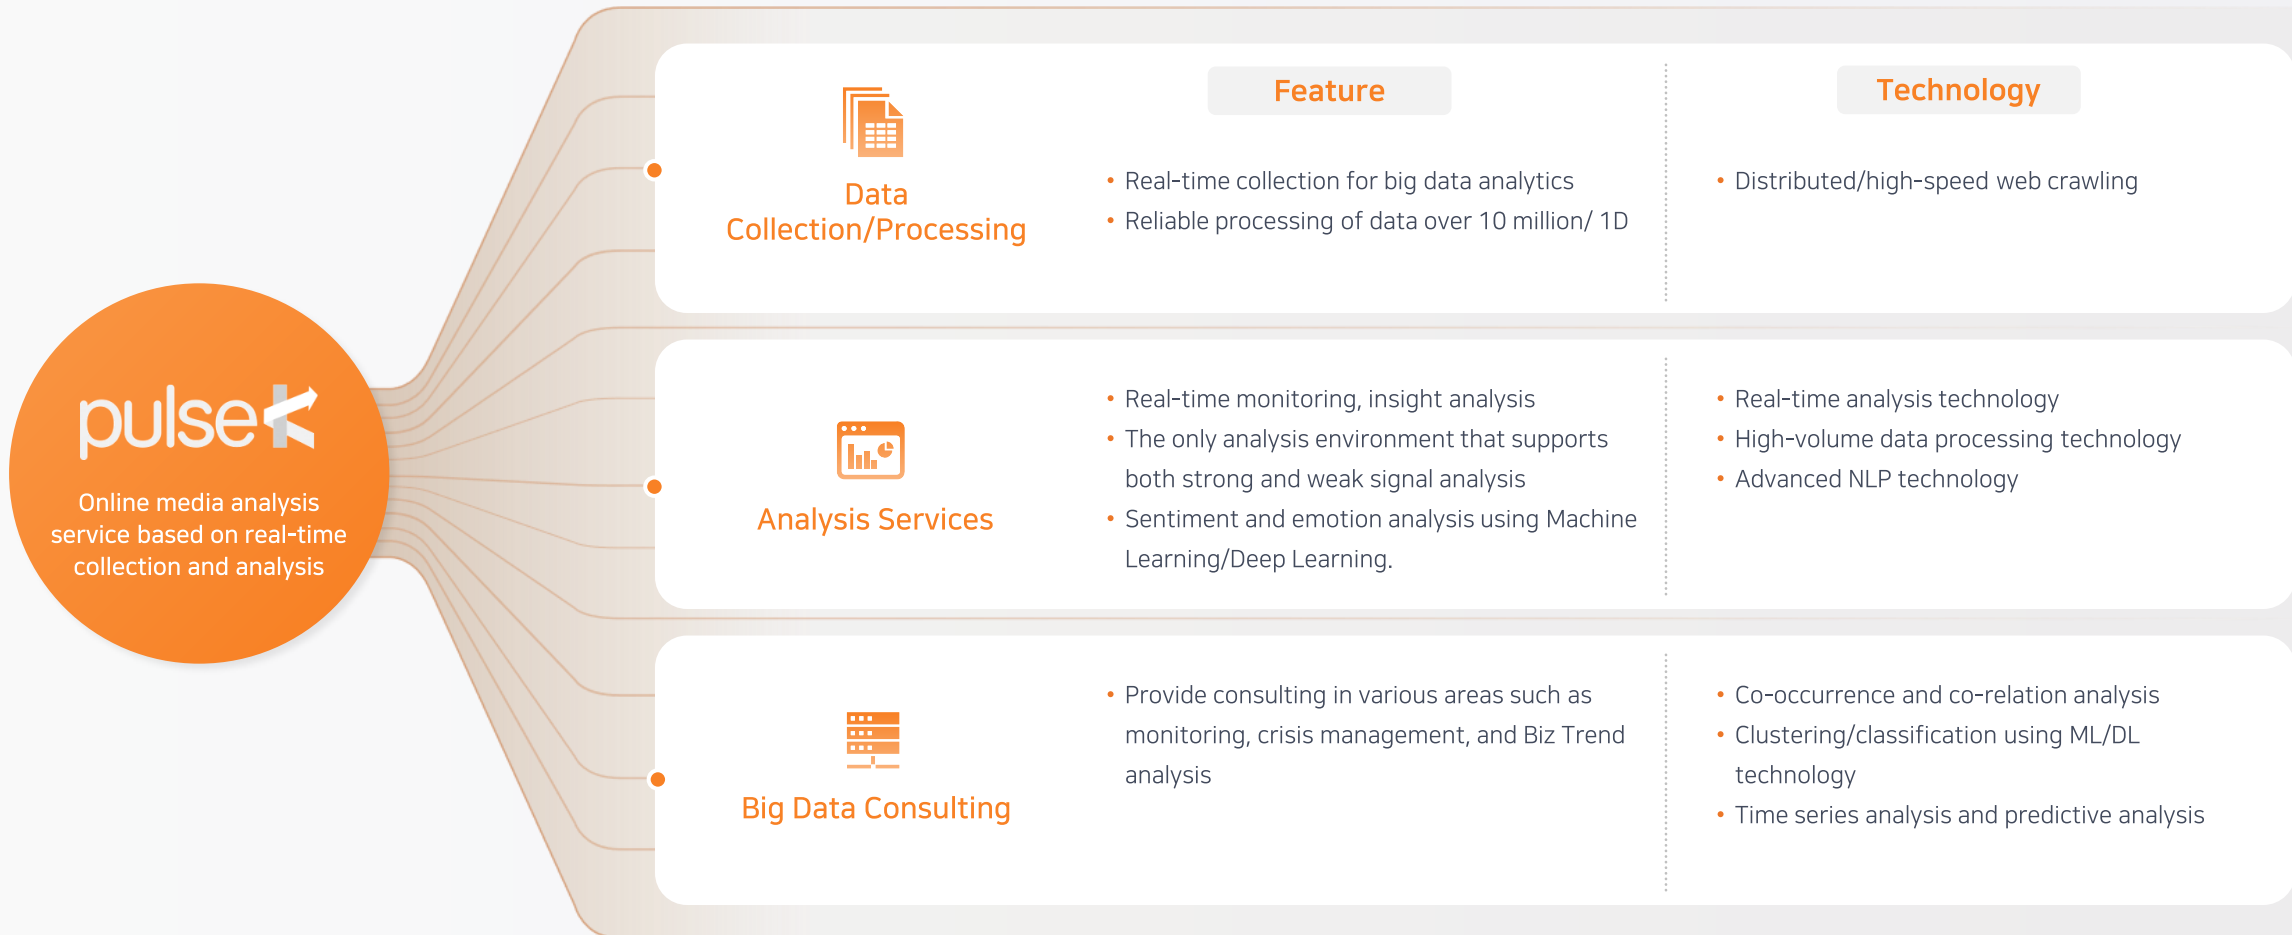 pulseK
Online media analysis
service based on real-time
collection and analysis
Feature
Technology
Data
Collection/Processing
• Real-time collection for big data analytics
• Reliable processing of data over 10 million/ 1D
• Distributed/high-speed web crawling
Analysis Services
• Real-time monitoring, insight analysis
• The only analysis environment that supports
both strong and weak signal analysis
• Sentiment and emotion analysis using Machine
Learning/Deep Learning.
• Real-time analysis technology
• High-volume data processing technology
• Advanced NLP technology
Big Data Consulting
• Provide consulting in various areas such as
monitoring, crisis management, and Biz Trend
analysis
• Co-occurrence and co-relation analysis
• Clustering/classification using ML/DL
technology
• Time series analysis and predictive analysis